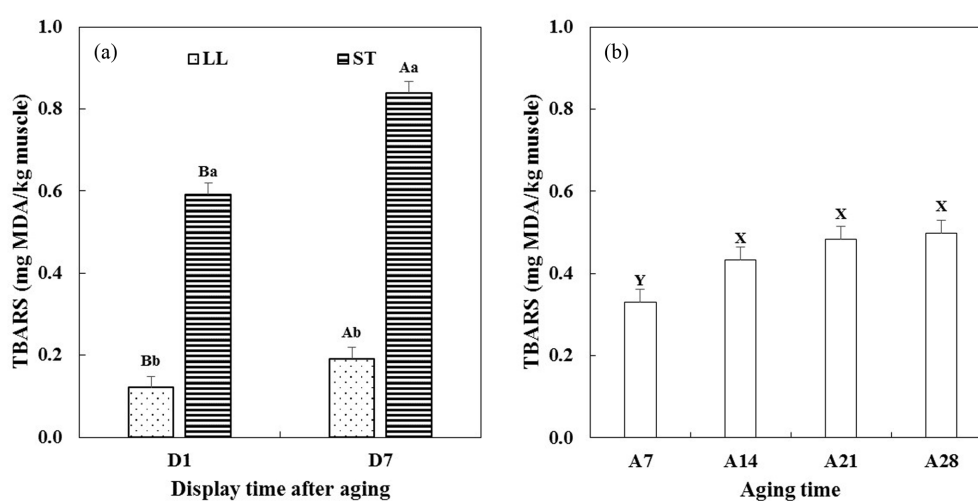 (a)
LL ST
TBARS (mg MDA/kg muscle)
1.0
0.8
0.6
0.4
0.2
0.0
Bb
Ba
Ab
Aa
D1 D7
Display time after aging
(b)
TBARS (mg MDA/kg muscle)
1.0
0.8
0.6
0.4
0.2
0.0
Y
X
X
X
A7 A14 A21 A28
Aging time